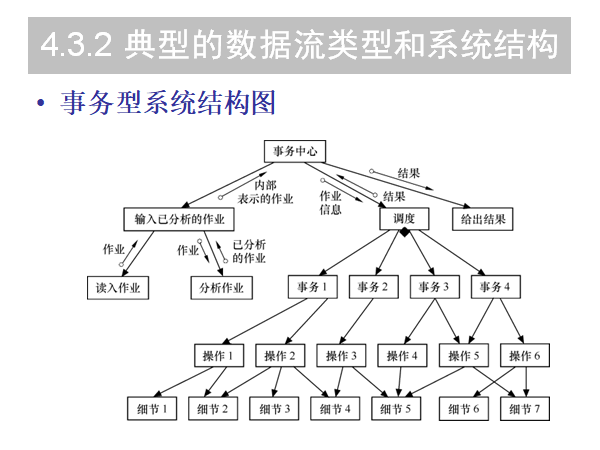 4.3.2 典型的数据流类型和系统结构
• 事务型系统结构图
事务中心
结果
内部
表示的作业
作业
信息
结果
输入已分析的作业
调度
给出结果
作业
作业
已分析
的作业
读入作业
分析作业
事务1
事务2
事务3
事务4
操作1
操作2
操作3
操作4
操作5
操作6
细节1
细节2
细节3
细节4
细节5
细节6
细节7